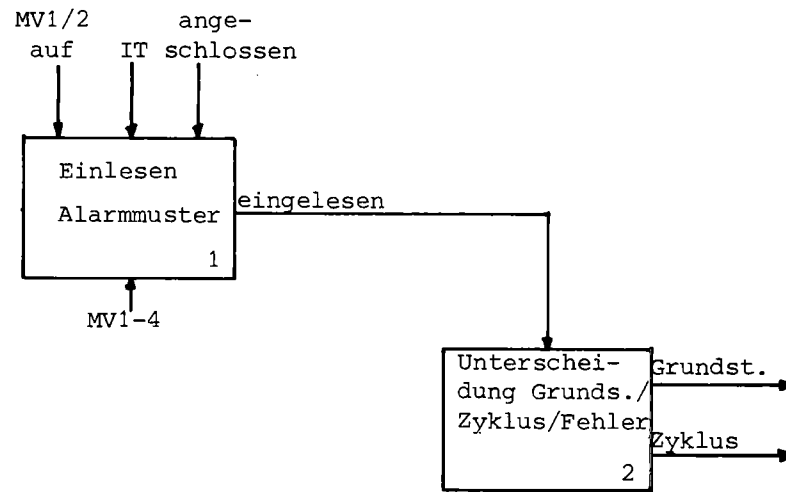 MV1/2 ange-
auf IT schlossen
Einlesen
Alarmmuster
1
eingelesen
MV1-4
Unterschei-
dung Grunds./
Zyklus/Fehler
2
Grundst.
Zyklus